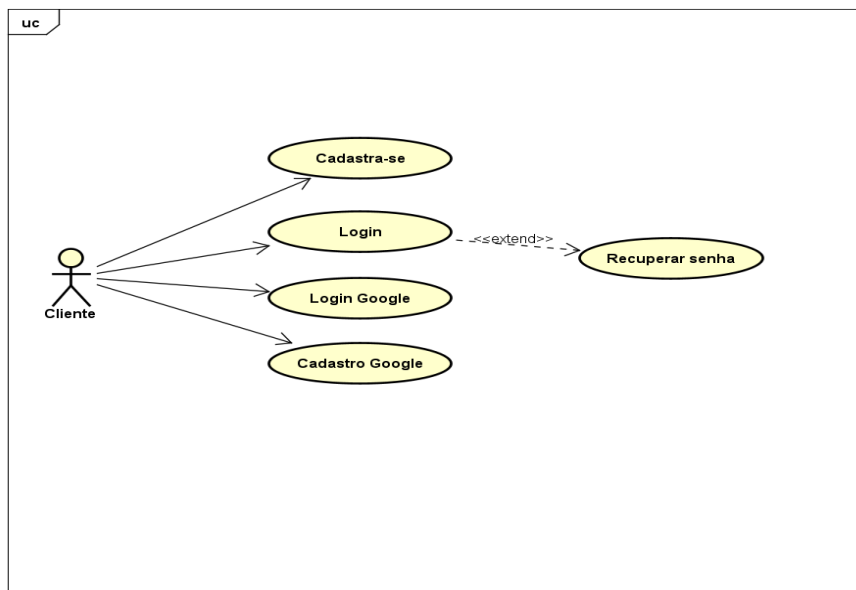 uc
Cadastra-se
Login
<<extend>>
Recuperar senha
Login Google
Cliente
Cadastro Google